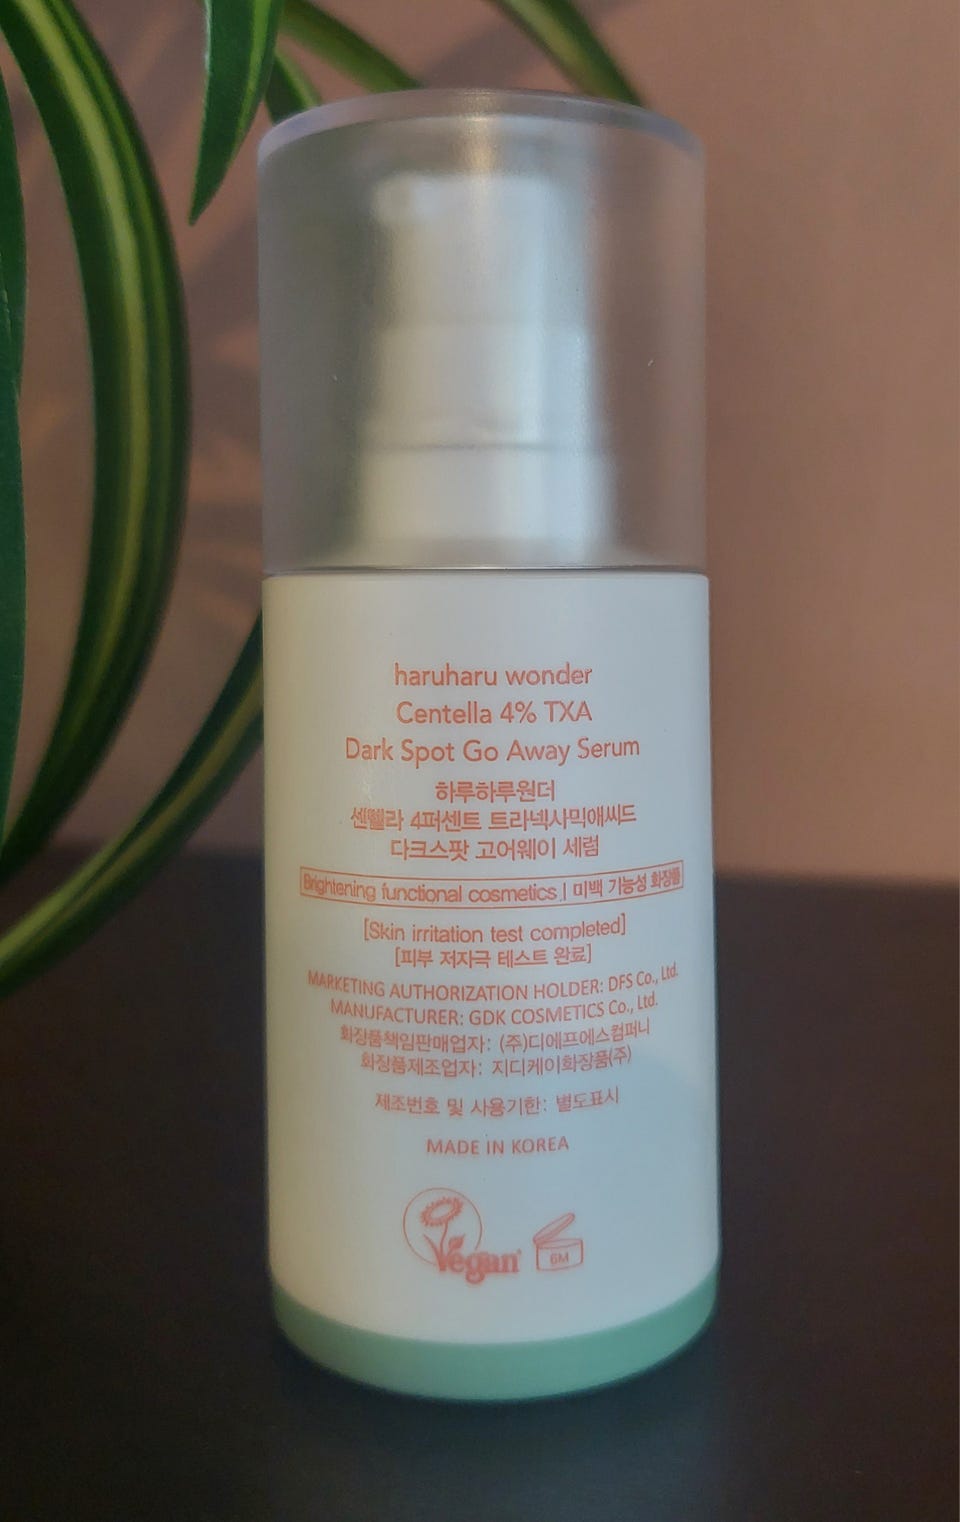 haruharu wonder
Centella 4% TXA
Dark Spot Go Away Serum
하루하루원더
센텔라 4퍼센트 트라넥사믹애씨드
다크스팟 고어웨이 세럼
Brightening functional cosmetics | 미백 기능성 화장품
[Skin irritation test completed]
[피부 저자극 테스트 완료]
MARKETING AUTHORIZATION HOLDER: DFS Co., Ltd.
MANUFACTURER: GDK COSMETICS Co., Ltd.
화장품책임판매업자: (주)디에프에스컴퍼니
화장품제조업자: 지디케이화장품(주)
제조번호 및 사용기한: 별도표시
MADE IN KOREA
Vegan
6M